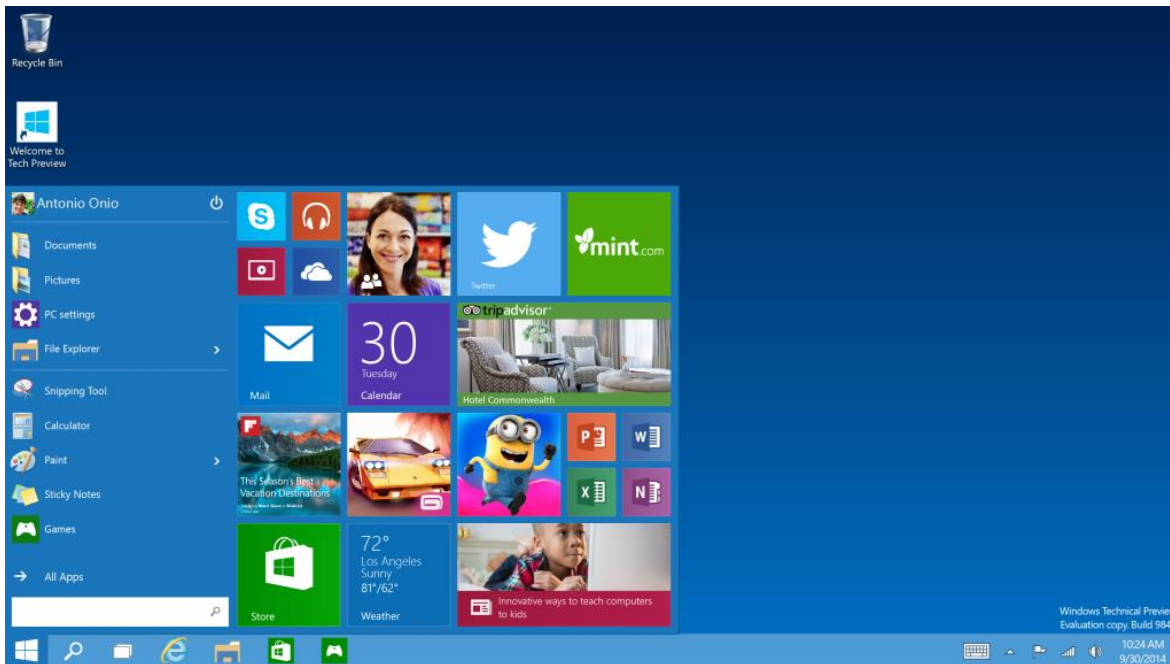 Recycle Bin
Welcome to
Tech Preview
Antonio Onio
Documents
Pictures
PC settings
File Explorer
Snipping Tool
Calculator
Paint
Sticky Notes
Games
All Apps
Twitter
mint.com
Mail
30
Tuesday
Calendar
tripadvisor
Hotel Commonwealth
This Season's Best
Vacation Destinations
P
W
X
N
Store
72°
Los Angeles
Sunny
81°/62°
Weather
Innovative ways to teach computers
to kids
Windows Technical Previe
Evaluation copy. Build 984
10:24 AM
9/30/2014